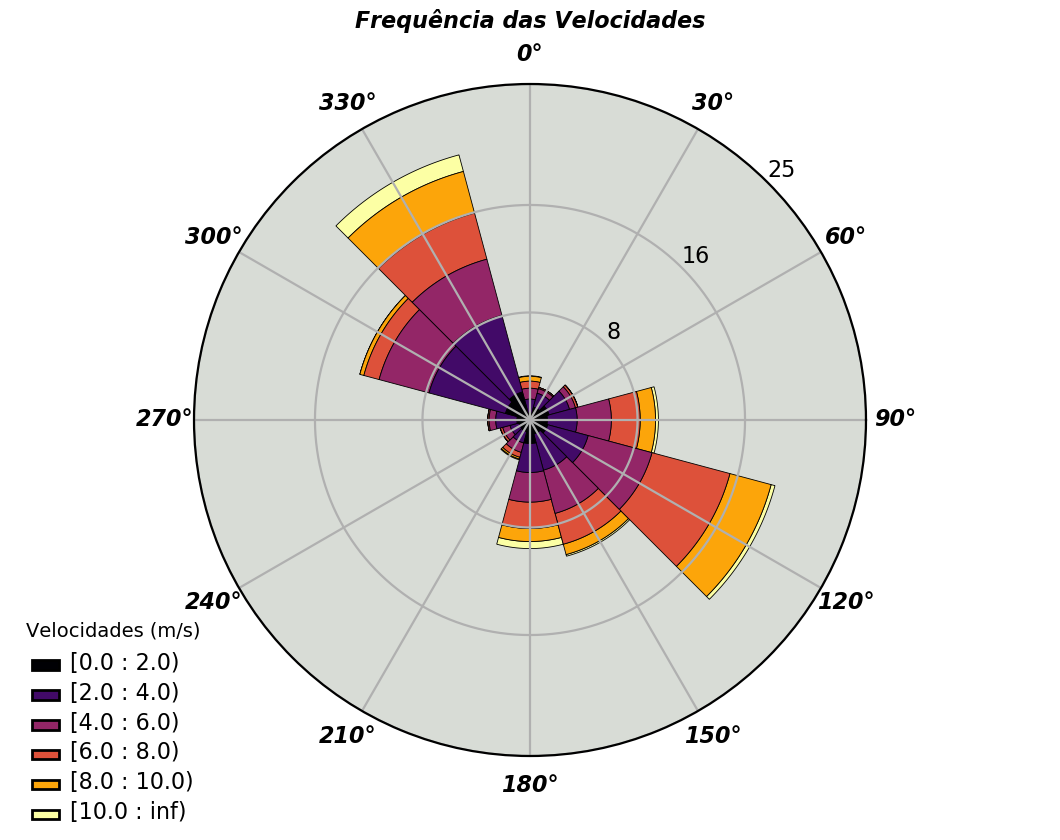 Frequência das Velocidades
0°
330°
30°
25
300°
60°
16
8
270°
90°
240°
120°
210°
150°
180°
Velocidades (m/s)
[0.0 : 2.0)
[2.0 : 4.0)
[4.0 : 6.0)
[6.0 : 8.0)
[8.0 : 10.0)
[10.0 : inf)